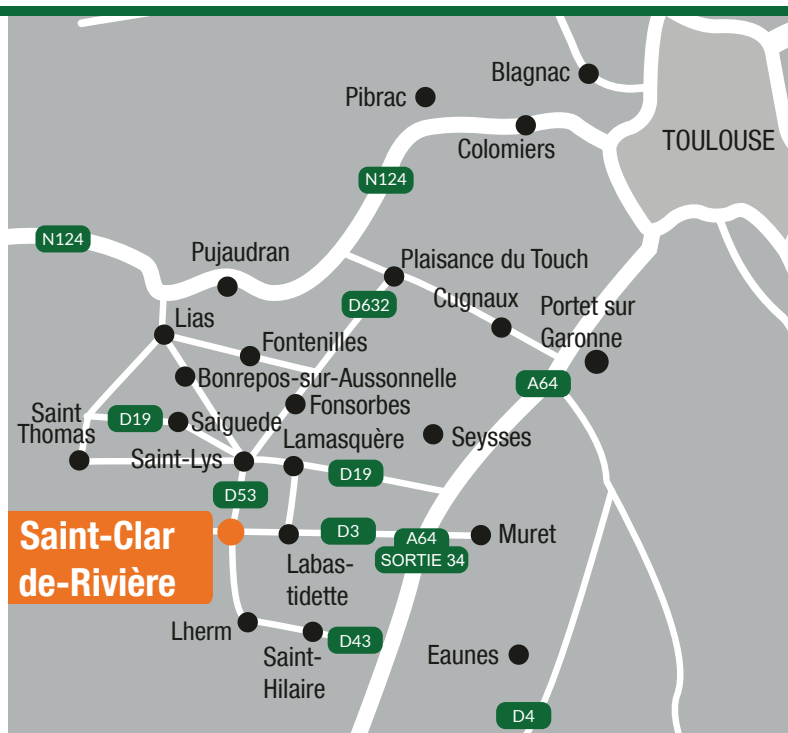 Blagnac
Pibrac
Colomiers
TOULOUSE
N124
N124
Pujaudran
Plaisance du Touch
Cugnaux
Portet sur
Garonne
D632
Lias
Fontenilles
Bonrepos-sur-Aussonnelle
A64
Fonsorbes
Saint
Thomas
D19
Saiguede
Seysses
Lamasquère
Saint-Lys
D19
D53
Saint-Clar
de-Rivière
D3
A64
SORTIE 34
Muret
Labas-
tidette
Lherm
Saint-
Hilaire
D43
Eaunes
D4